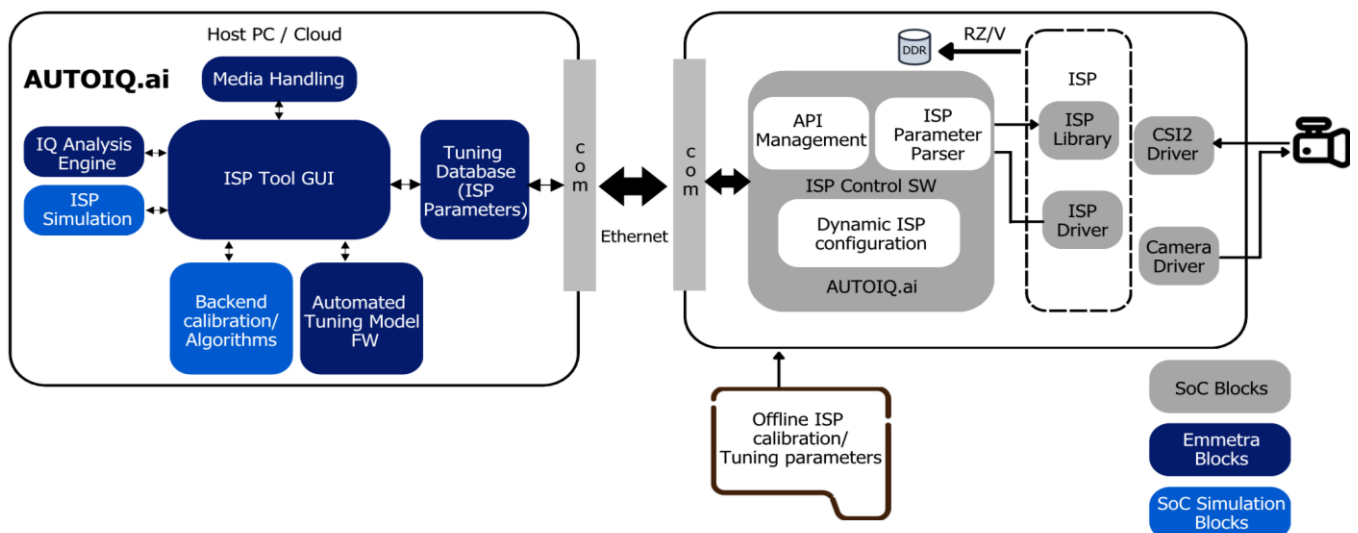 Host PC / Cloud
AUTOIQ.ai
Media Handling
IQ Analysis
Engine
ISP
Simulation
ISP Tool GUI
Tuning
Database
(ISP
Parameters)
Backend
calibration/
Algorithms
Automated
Tuning Model
FW
com
Ethernet
com
DDR
RZ/V
API
Management
ISP
Parameter
Parser
ISP Control SW
Dynamic ISP
configuration
AUTOIQ.ai
ISP
ISP
Library
ISP
Driver
CSI2
Driver
Camera
Driver
Offline ISP
calibration/
Tuning parameters
SoC Blocks
Emmetra
Blocks
SoC Simulation
Blocks